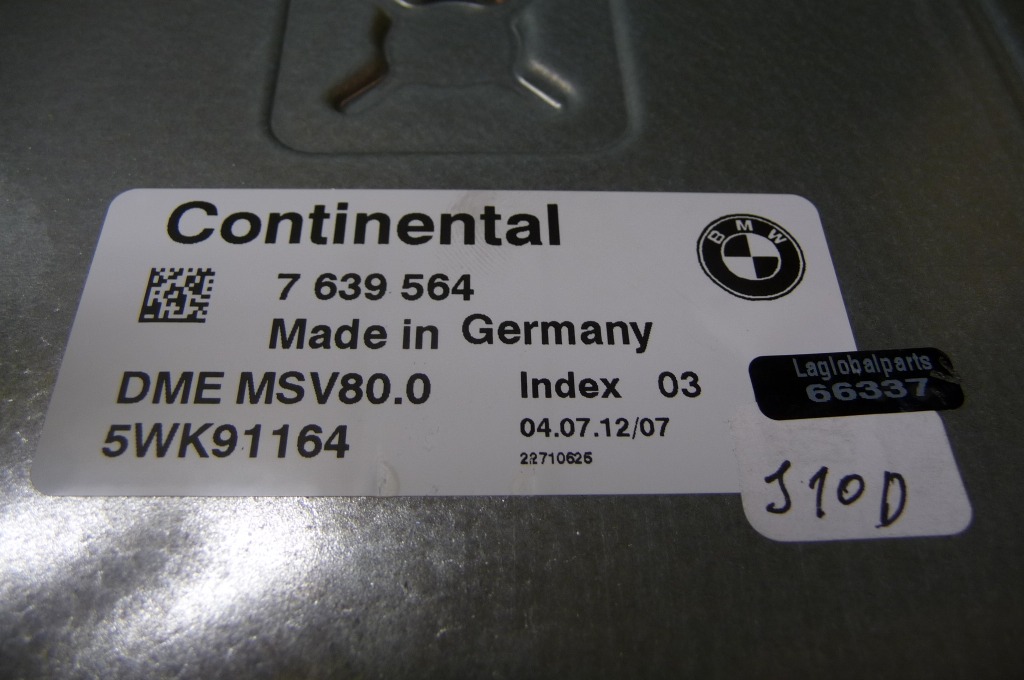 Continental
BMW
7 639 564
Made in Germany
DME MSV80.0
Index 03
5WK91164
04.07.12/07
22710625
Laglobalparts
66337
J10D